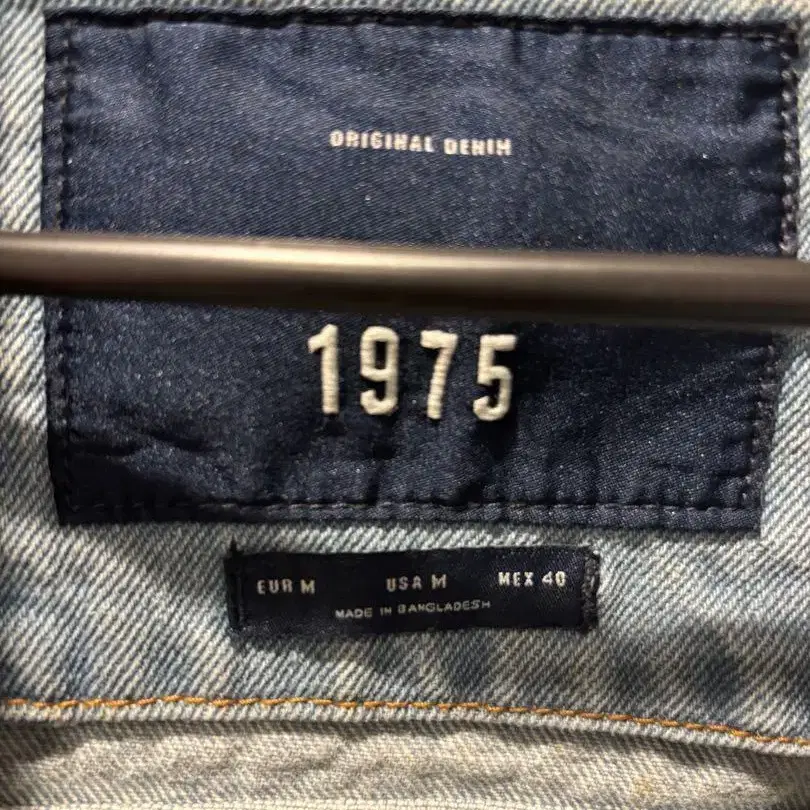 ORIGINAL DENIM
1975
EUR M USA M MEX 40
MADE IN BANGLADESH